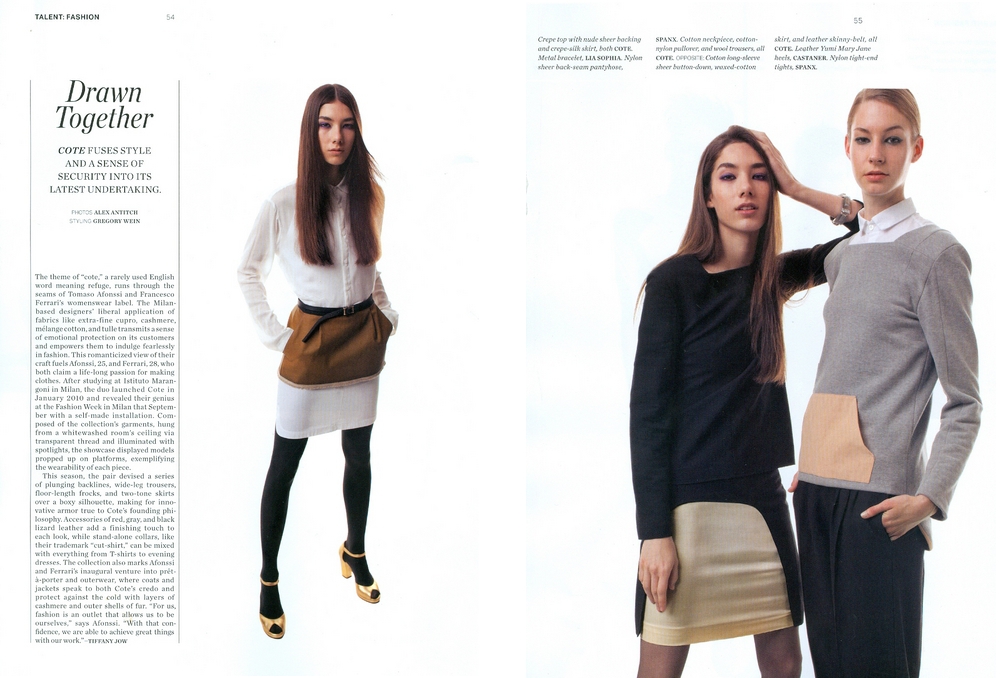 TALENT: FASHION
54
Drawn
Together
COTE FUSES STYLE
AND A SENSE OF
SECURITY INTO ITS
LATEST UNDERTAKING.
PHOTOS ALEX ANTITCH
STYLING GREGORY WEIN
The theme of “cote,” a rarely used English
word meaning refuge, runs through the
seams of Tomaso Afonssi and Francesco
Ferrari’s womenswear label. The Milan-
based designers’ liberal application of
fabrics like extra-fine cupro, cashmere,
mélange cotton, and tulle transmits a sense
of emotional protection on its customers
and empowers them to indulge fearlessly
in fashion. This romanticized view of their
craft fuels Afonssi, 25, and Ferrari, 28, who
both claim a life-long passion for making
clothes. After studying at Istituto Maran-
goni in Milan, the duo launched Cote in
January 2010 and revealed their genius
at the Fashion Week in Milan that Septem-
ber with a self-made installation. Com-
posed of the collection’s garments, hung
from a whitewashed room’s ceiling via
transparent thread and illuminated with
spotlights, the showcase displayed models
propped up on platforms, exemplifying
the wearability of each piece.
This season, the pair devised a series
of plunging backlines, wide-leg trousers,
floor-length frocks, and two-tone skirts
over a boxy silhouette, making for inno-
vative armor true to Cote’s founding phi-
losophy. Accessories of red, gray, and black
lizard leather add a finishing touch to
each look, while stand-alone collars, like
their trademark “cut-shirt,” can be mixed
with everything from T-shirts to evening
dresses. The collection also marks Afonssi
and Ferrari’s inaugural venture into prêt-
à-porter and outerwear, where coats and
jackets speak to both Cote’s credo and
protect against the cold with layers of
cashmere and outer shells of fur. “For us,
fashion is an outlet that allows us to be
ourselves,” says Afonssi. “With that con-
fidence, we are able to achieve great things
with our work.” –TIFFANY JOW
55
Crepe top with nude sheer backing
and crepe-silk skirt, both COTE.
Metal bracelet, LIA SOPHIA. Nylon
sheer back-seam pantyhose,
SPANX. Cotton neckpiece, cotton-
nylon pullover, and wool trousers, all
COTE. OPPOSITE: Cotton long-sleeve
sheer button-down, waxed-cotton
skirt, and leather skinny-belt, all
COTE. Leather Yumi Mary Jane
heels, CASTANER. Nylon tight-end
tights, SPANX.